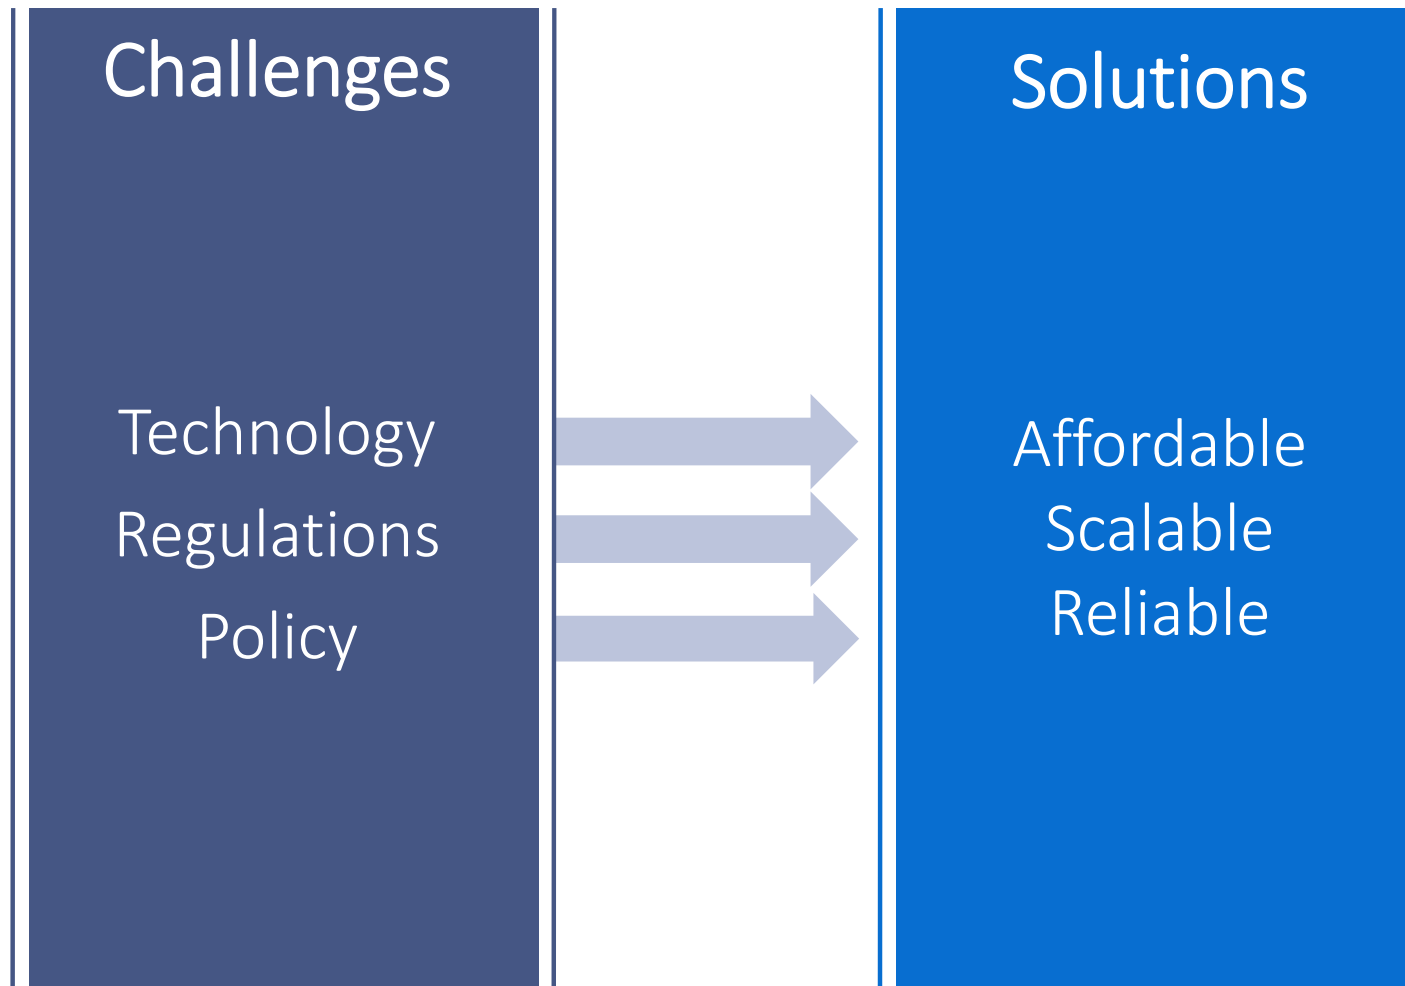 Challenges
Technology
Regulations
Policy
Solutions
Affordable
Scalable
Reliable